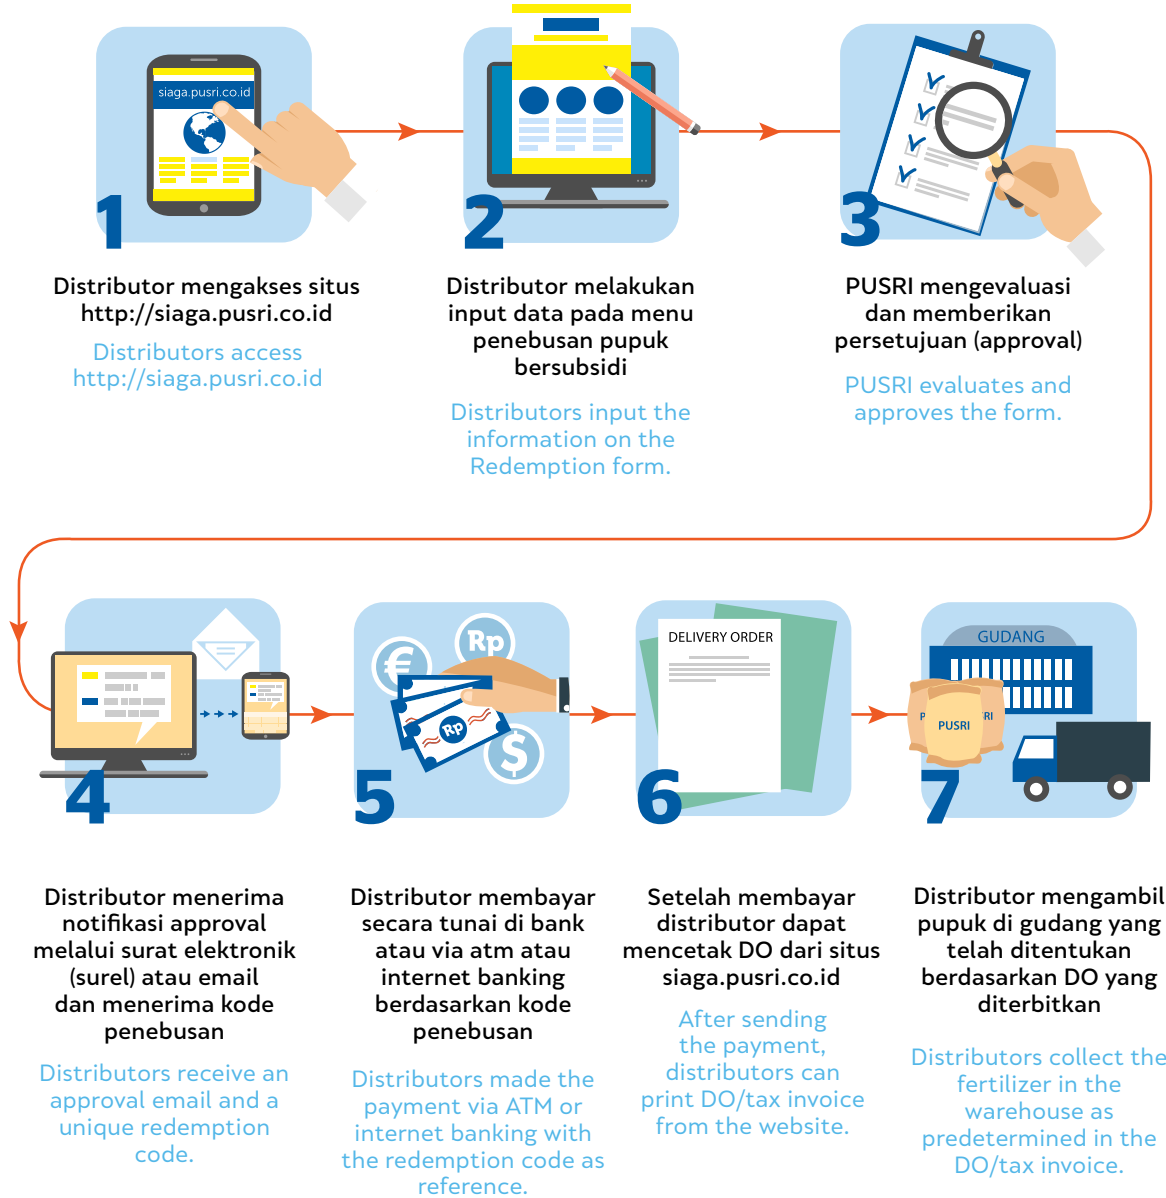 siaga.pusri.co.id
1
Distributor mengakses situs
http://siaga.pusri.co.id
Distributors access
http://siaga.pusri.co.id
2
Distributor melakukan
input data pada menu
penebusan pupuk
bersubsidi
Distributors input the
information on the
Redemption form.
3
PUSRI mengevaluasi
dan memberikan
persetujuan (approval)
PUSRI evaluates and
approves the form.
4
Distributor menerima
notifikasi approval
melalui surat elektronik
(surel) atau email
dan menerima kode
penebusan
Distributors receive an
approval email and a
unique redemption
code.
€
Rp
Rp
$
5
Distributor membayar
secara tunai di bank
atau via atm atau
internet banking
berdasarkan kode
penebusan
Distributors made the
payment via ATM or
internet banking with
the redemption code as
reference.
DELIVERY ORDER
6
Setelah membayar
distributor dapat
mencetak DO dari situs
siaga.pusri.co.id
After sending
the payment,
distributors can
print DO/tax invoice
from the website.
GUDANG
P
RI
PUSRI
7
Distributor mengambil
pupuk di gudang yang
telah ditentukan
berdasarkan DO yang
diterbitkan
Distributors collect the
fertilizer in the
warehouse as
predetermined in the
DO/tax invoice.